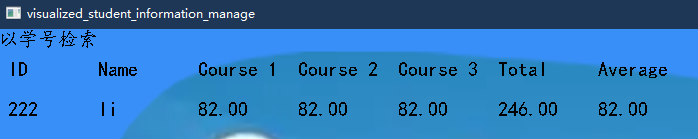 visualized_student_information_manage
以学号检索
ID Name Course 1 Course 2 Course 3 Total Average
222 li 82.00 82.00 82.00 246.00 82.00